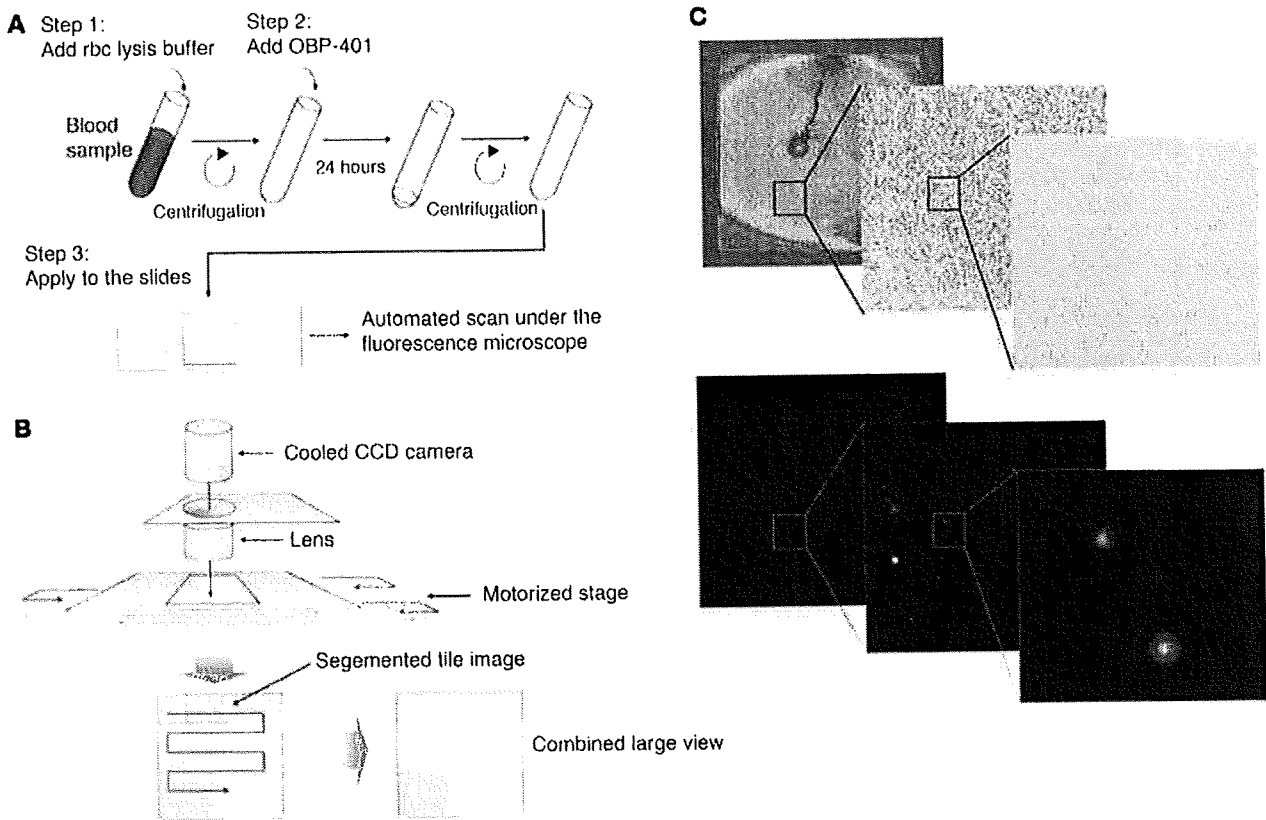 A
Step 1:
Add rbc lysis buffer
Step 2:
Add OBP-401
Blood
sample
Centrifugation
24 hours
Centrifugation
Step 3:
Apply to the slides
Automated scan under the
fluorescence microscope
B
Cooled CCD camera
Lens
Motorized stage
Segemented tile image
Combined large view
C